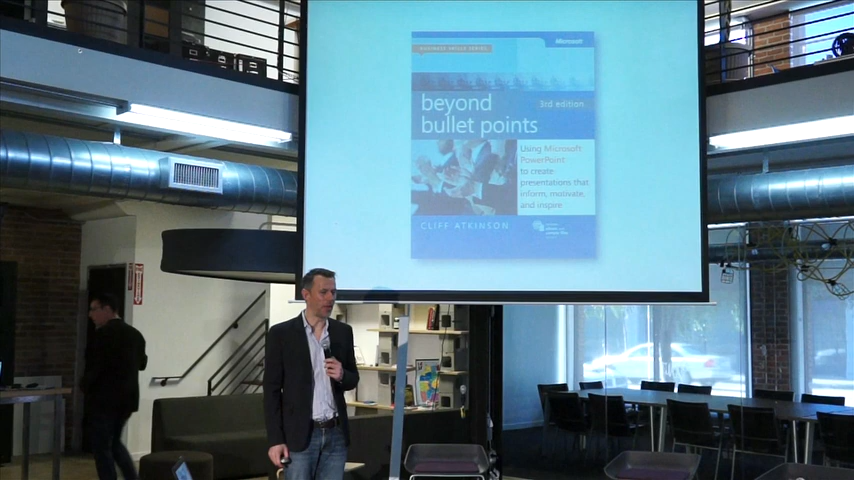 BUSINESS SKILLS SERIES
Microsoft
beyond
bullet points
3rd edition
Using Microsoft
PowerPoint
to create
presentations that
inform, motivate,
and inspire
CLIFF ATKINSON